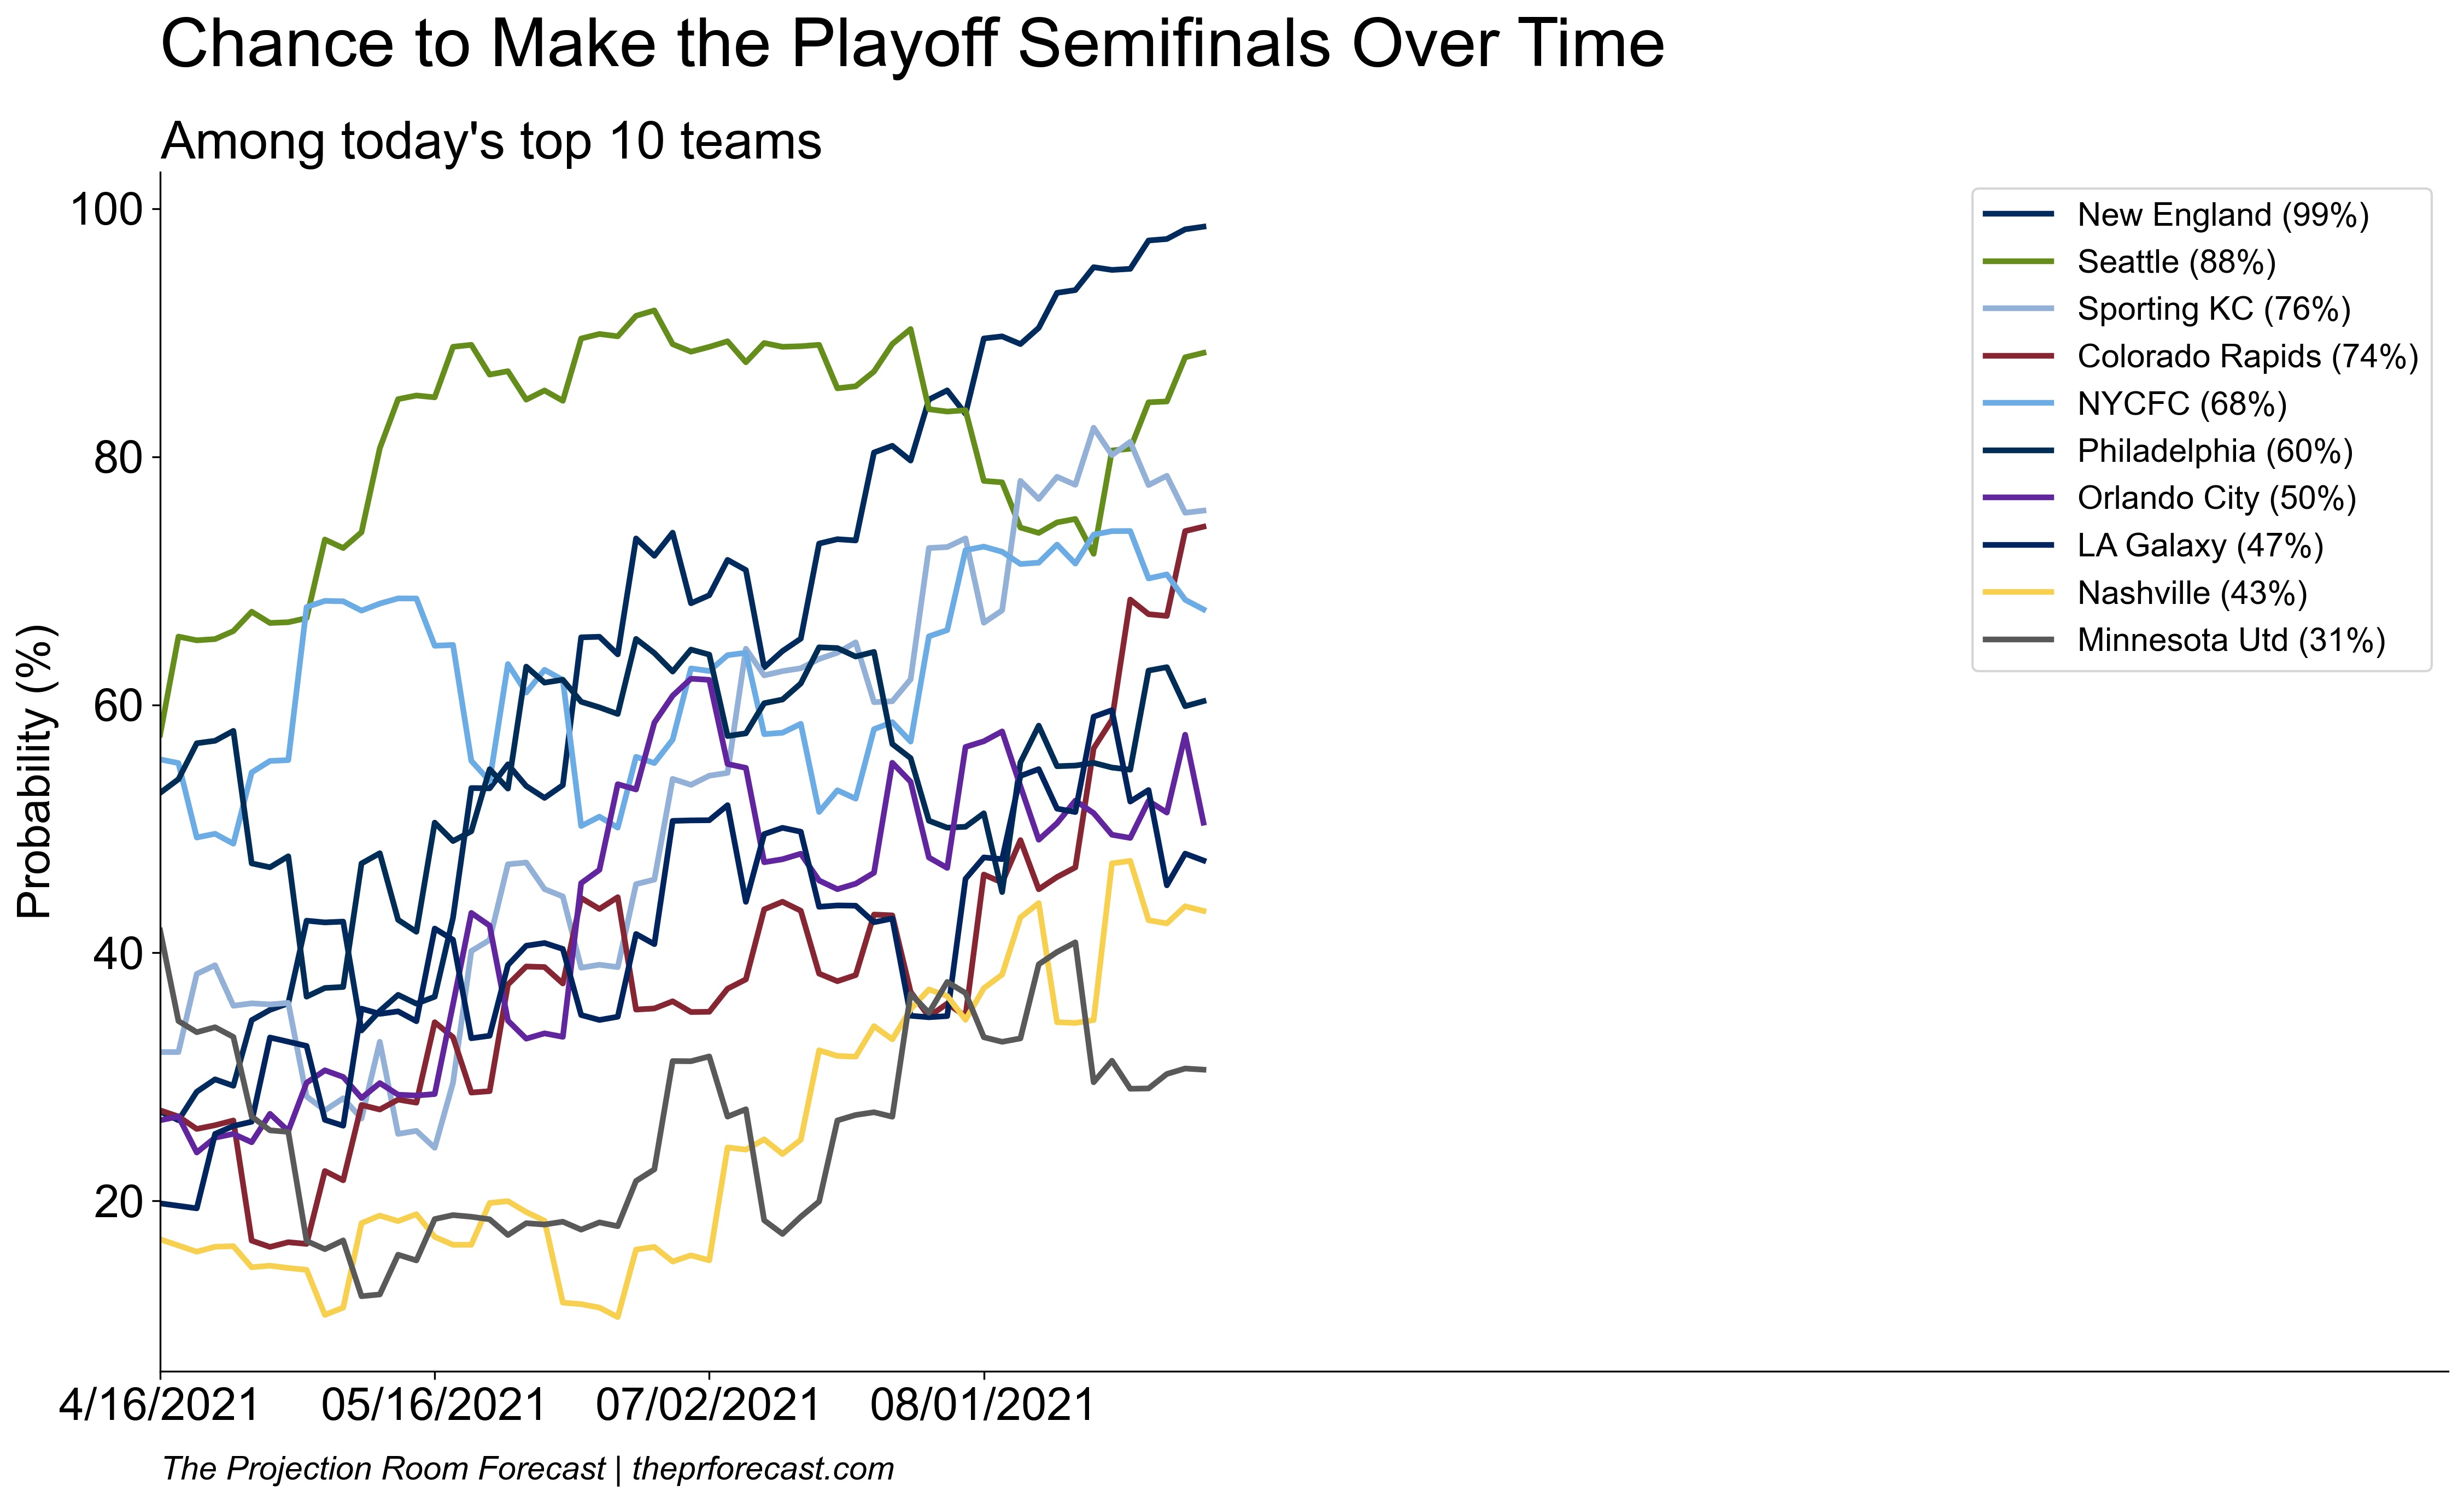 Chance to Make the Playoff Semifinals Over Time
Among today's top 10 teams
100
80
60
40
20
Probability (%)
New England (99%)
Seattle (88%)
Sporting KC (76%)
Colorado Rapids (74%)
NYCFC (68%)
Philadelphia (60%)
Orlando City (50%)
LA Galaxy (47%)
Nashville (43%)
Minnesota Utd (31%)
4/16/2021 05/16/2021 07/02/2021 08/01/2021
The Projection Room Forecast | theprforecast.com